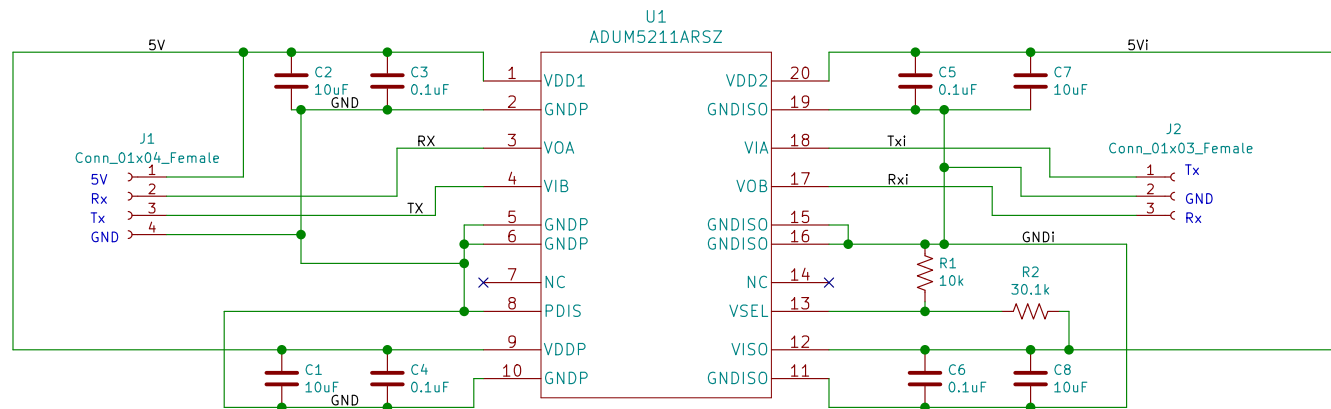 U1
ADUM5211ARSZ
5V
5Vi
C2
10uF
C3
0.1uF
C5
0.1uF
C7
10uF
1 VDD1
VDD2 20
GND
2 GNDP
GNDISO 19
J1
Conn_01x04_Female
RX
3 VOA
VIA 18
Txi
J2
Conn_01x03_Female
5V 1
Rx 2
Tx 3
GND 4
TX
4 VIB
VOB 17
Rxi
1 Tx
2 GND
3 Rx
5 GNDP
6 GNDP
GNDISO 15
GNDISO 16
GNDi
7 NC
NC 14
R1
10k
R2
30.1k
8 PDIS
VSEL 13
9 VDDP
VISO 12
C1
10uF
C4
0.1uF
GND
10 GNDP
GNDISO 11
C6
0.1uF
C8
10uF